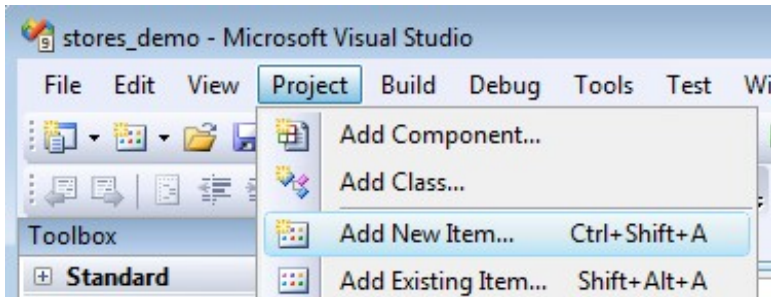 stores_demo - Microsoft Visual Studio
File Edit View Project Build Debug Tools Test Wi
Add Component...
Add Class...
Toolbox Add New Item... Ctrl+Shift+A
Standard Add Existing Item... Shift+Alt+A